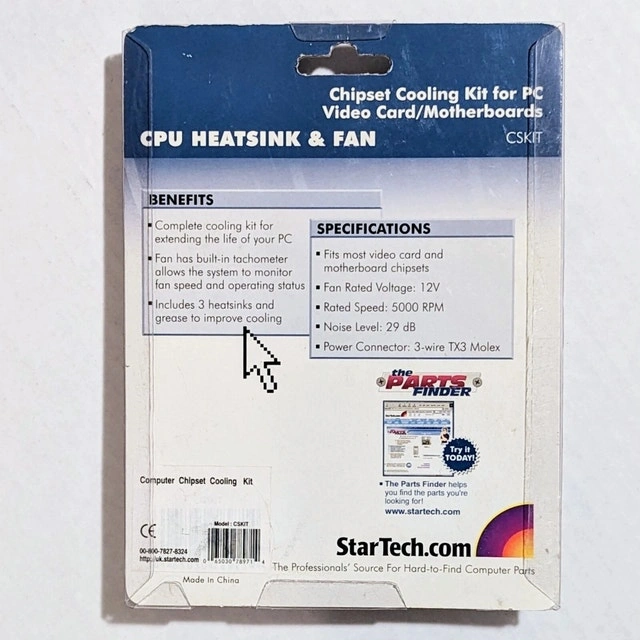 Chipset Cooling Kit for PC
Video Card/Motherboards
CPU HEATSINK & FAN
CSKIT
BENEFITS
▪ Complete cooling kit for
extending the life of your PC
▪ Fan has built-in tachometer
allows the system to monitor
fan speed and operating status
▪ Includes 3 heatsinks and
grease to improve cooling
SPECIFICATIONS
▪ Fits most video card and
motherboard chipsets
▪ Fan Rated Voltage: 12V
▪ Rated Speed: 5000 RPM
▪ Noise Level: 29 dB
▪ Power Connector: 3-wire TX3 Molex
the
PARTS
FINDER
Try it
TODAY!
• The Parts Finder helps
you find the parts you're
looking for!
www.startech.com
Computer Chipset Cooling Kit
CE
Model: CSKIT
00-800-7827-8324
http://uk.startech.com
0 65030 78971 4
Made In China
StarTech.com
The Professionals' Source For Hard-to-Find Computer Parts